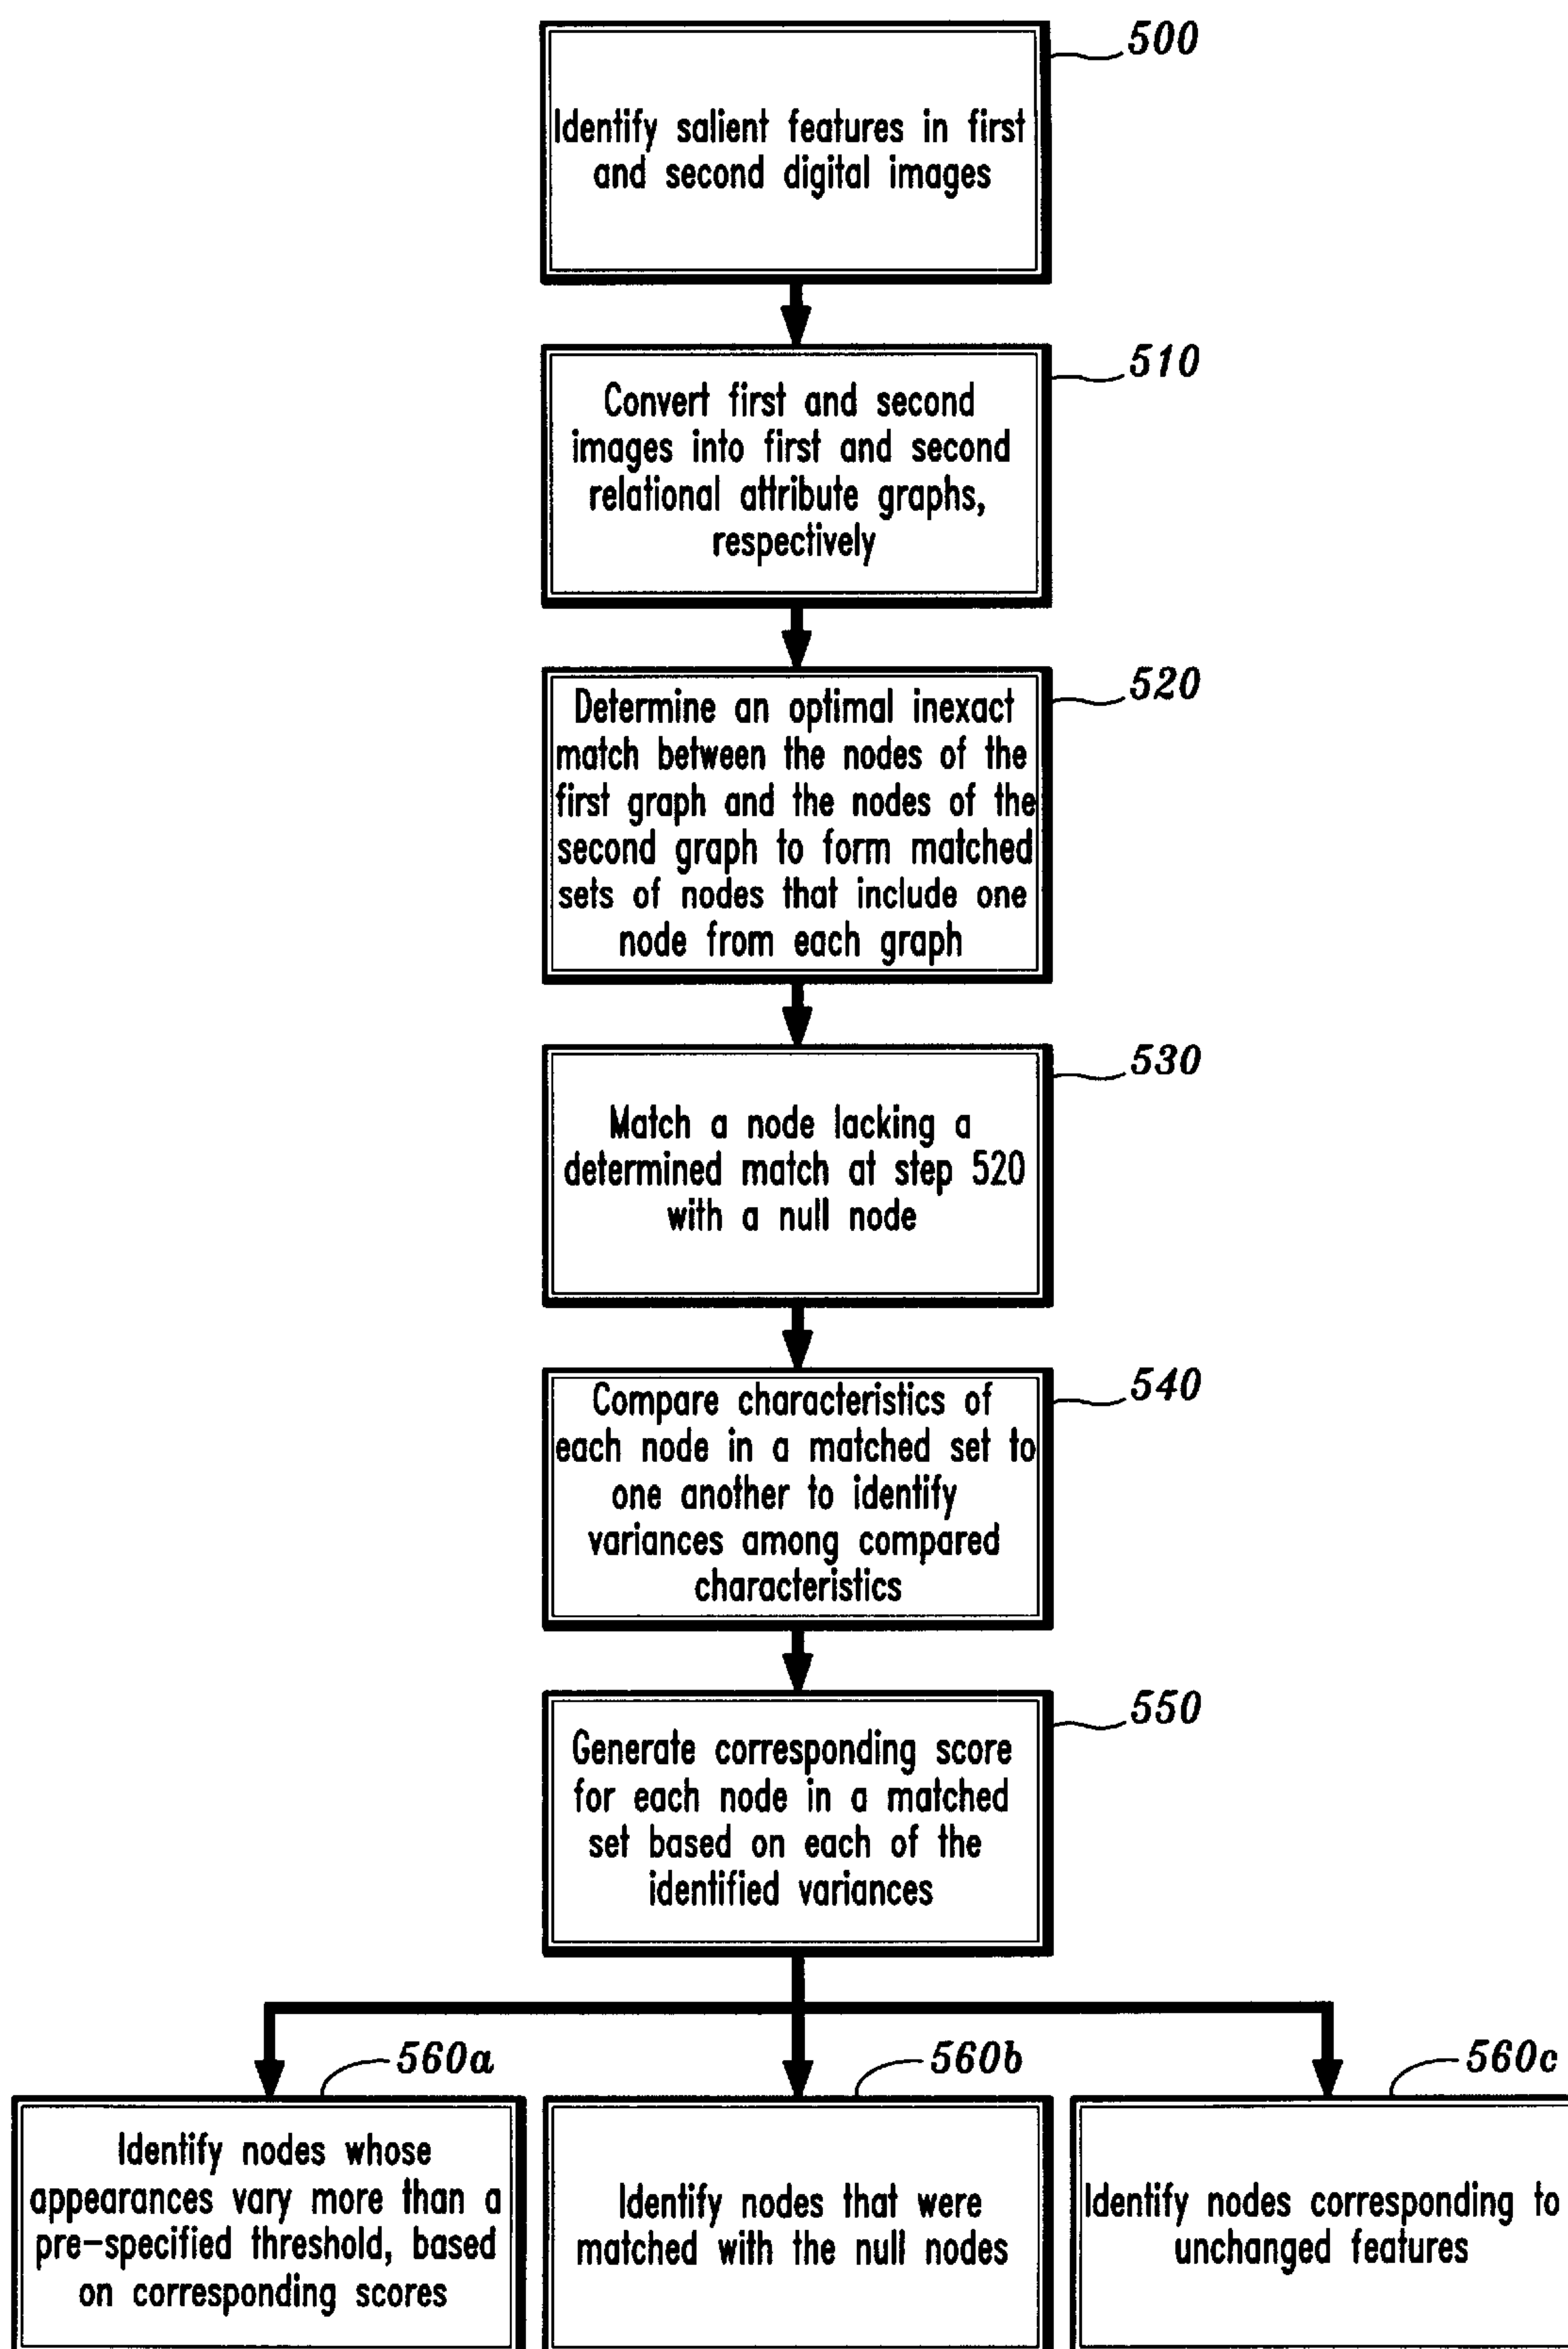 500
Identify salient features in first
and second digital images
510
Convert first and second
images into first and second
relational attribute graphs,
respectively
520
Determine an optimal inexact
match between the nodes of the
first graph and the nodes of the
second graph to form matched
sets of nodes that include one
node from each graph
530
Match a node lacking a
determined match at step 520
with a null node
540
Compare characteristics of
each node in a matched set to
one another to identify
variances among compared
characteristics
550
Generate corresponding score
for each node in a matched
set based on each of the
identified variances
560a
Identify nodes whose
appearances vary more than a
pre-specified threshold, based
on corresponding scores
560b
Identify nodes that were
matched with the null nodes
560c
Identify nodes corresponding to
unchanged features